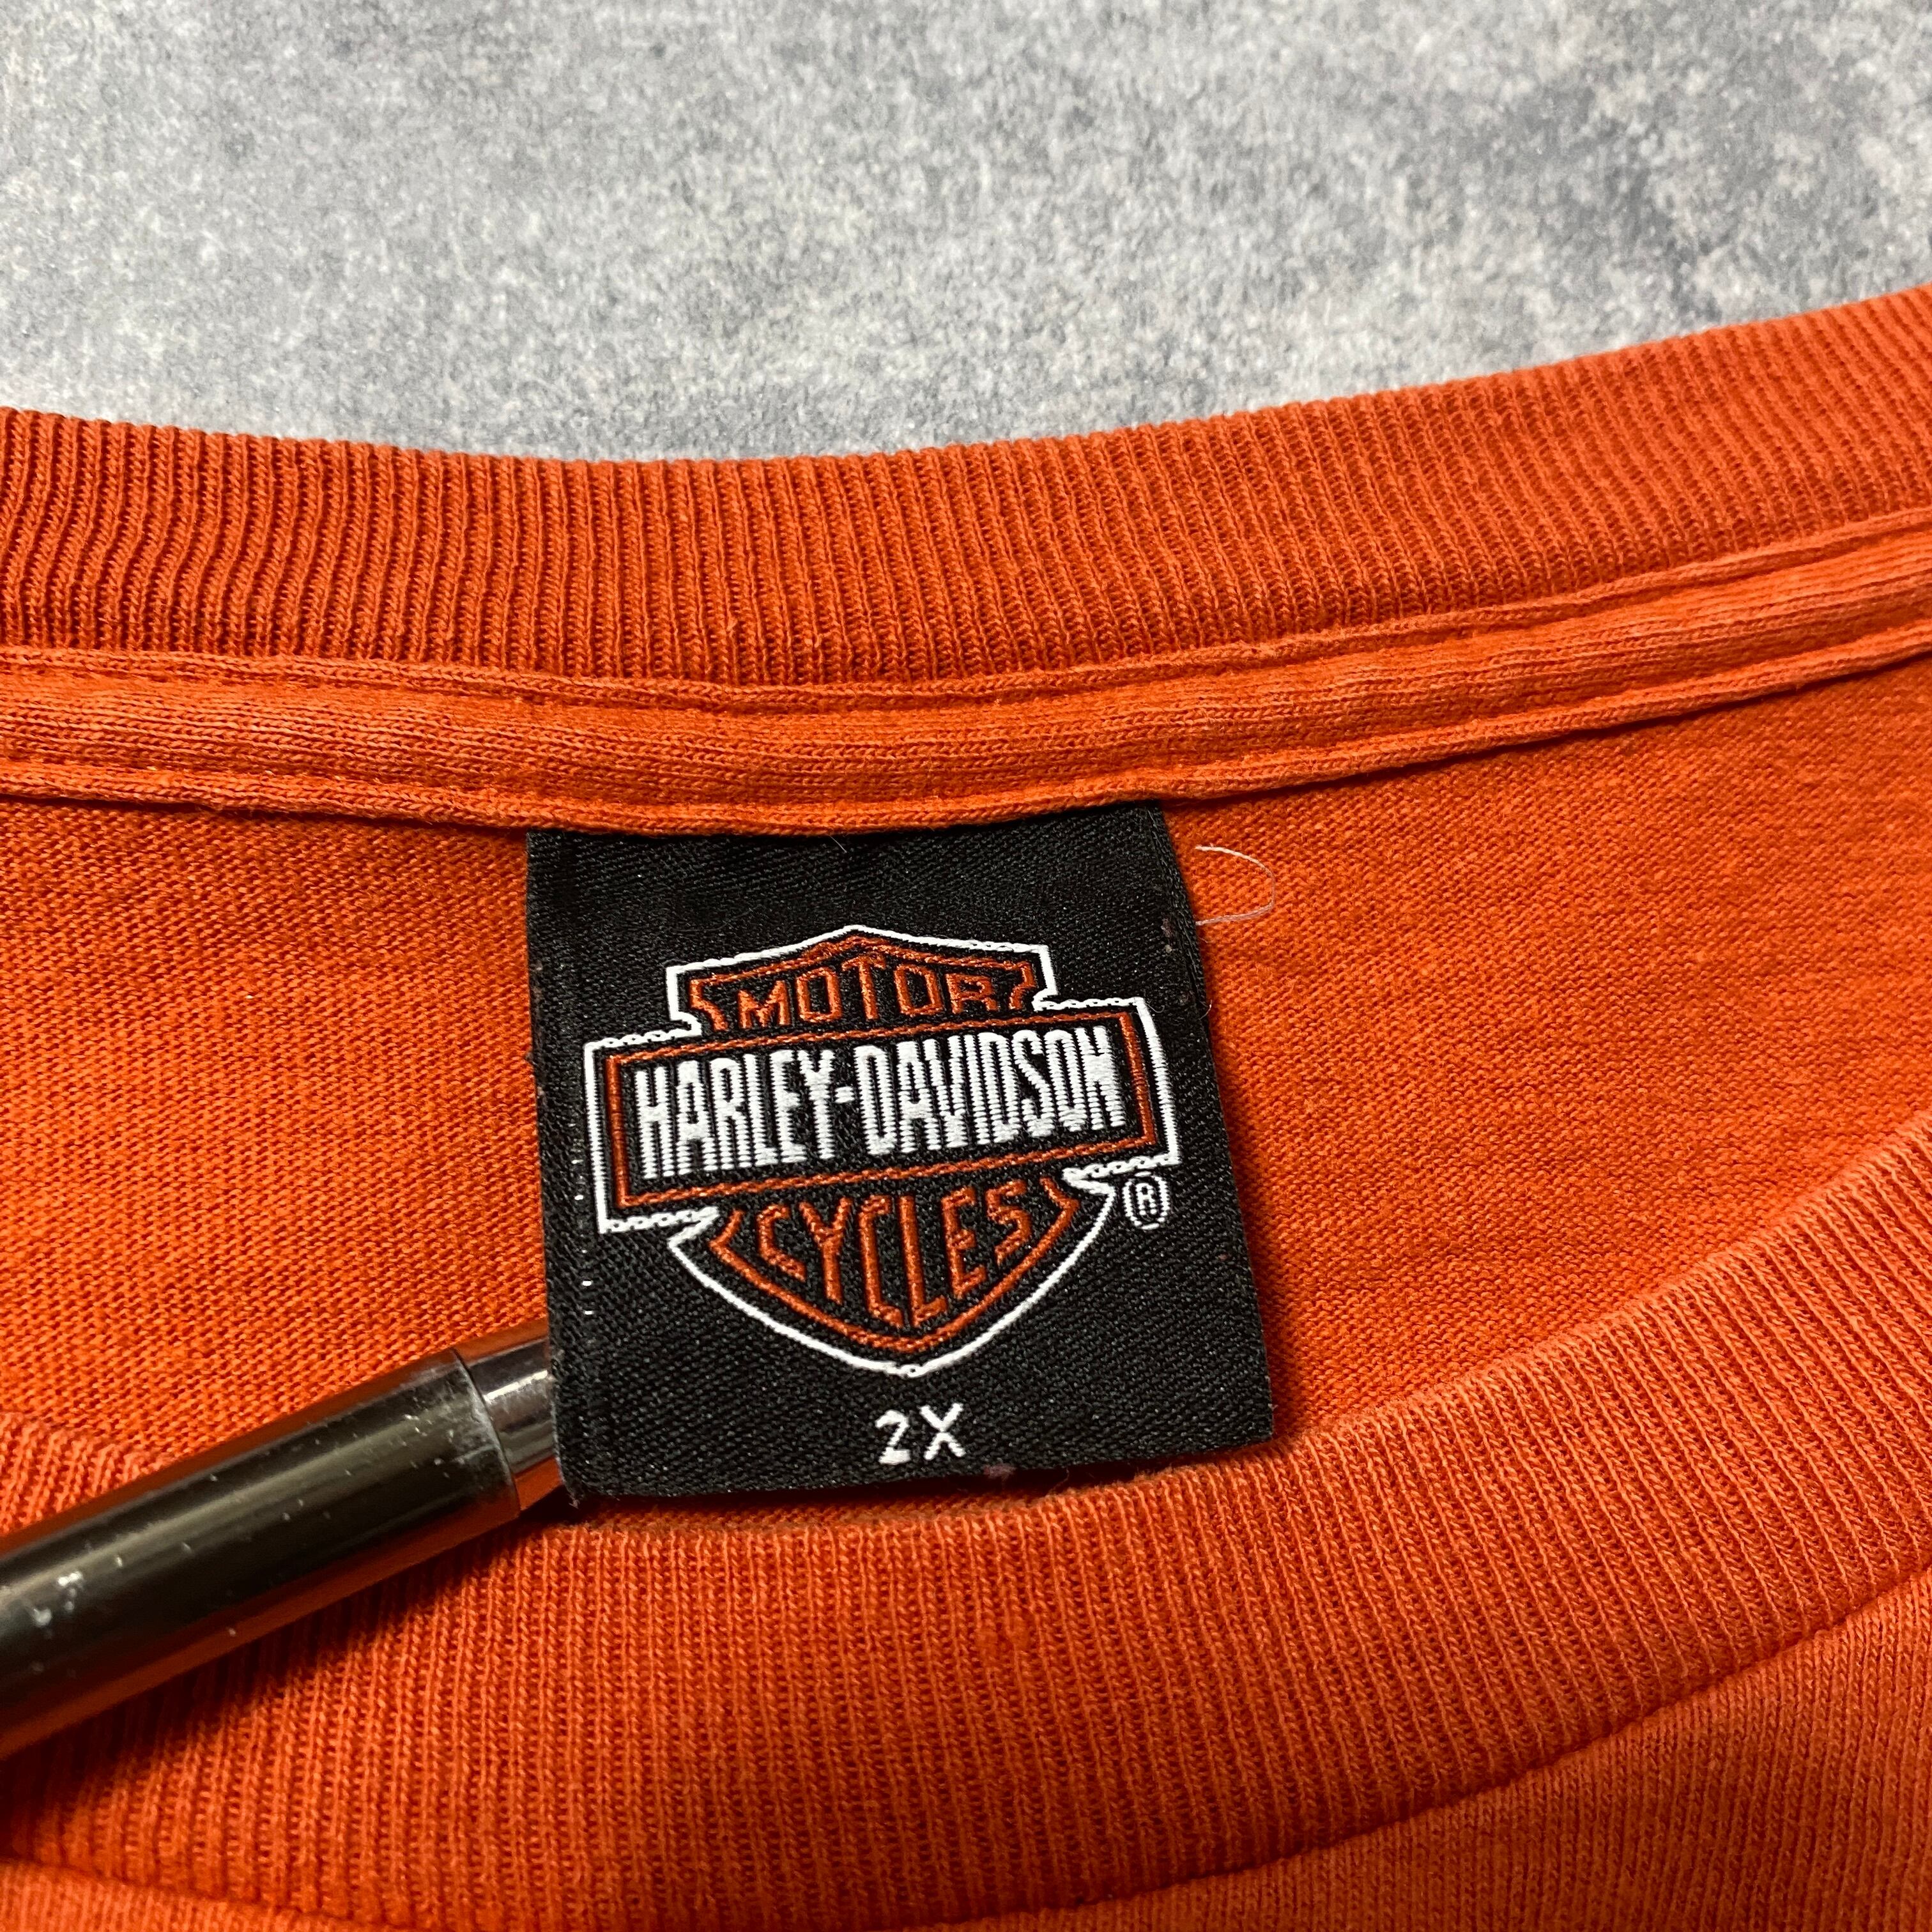 MOTOR
HARLEY-DAVIDSON
CYCLES
®
2X